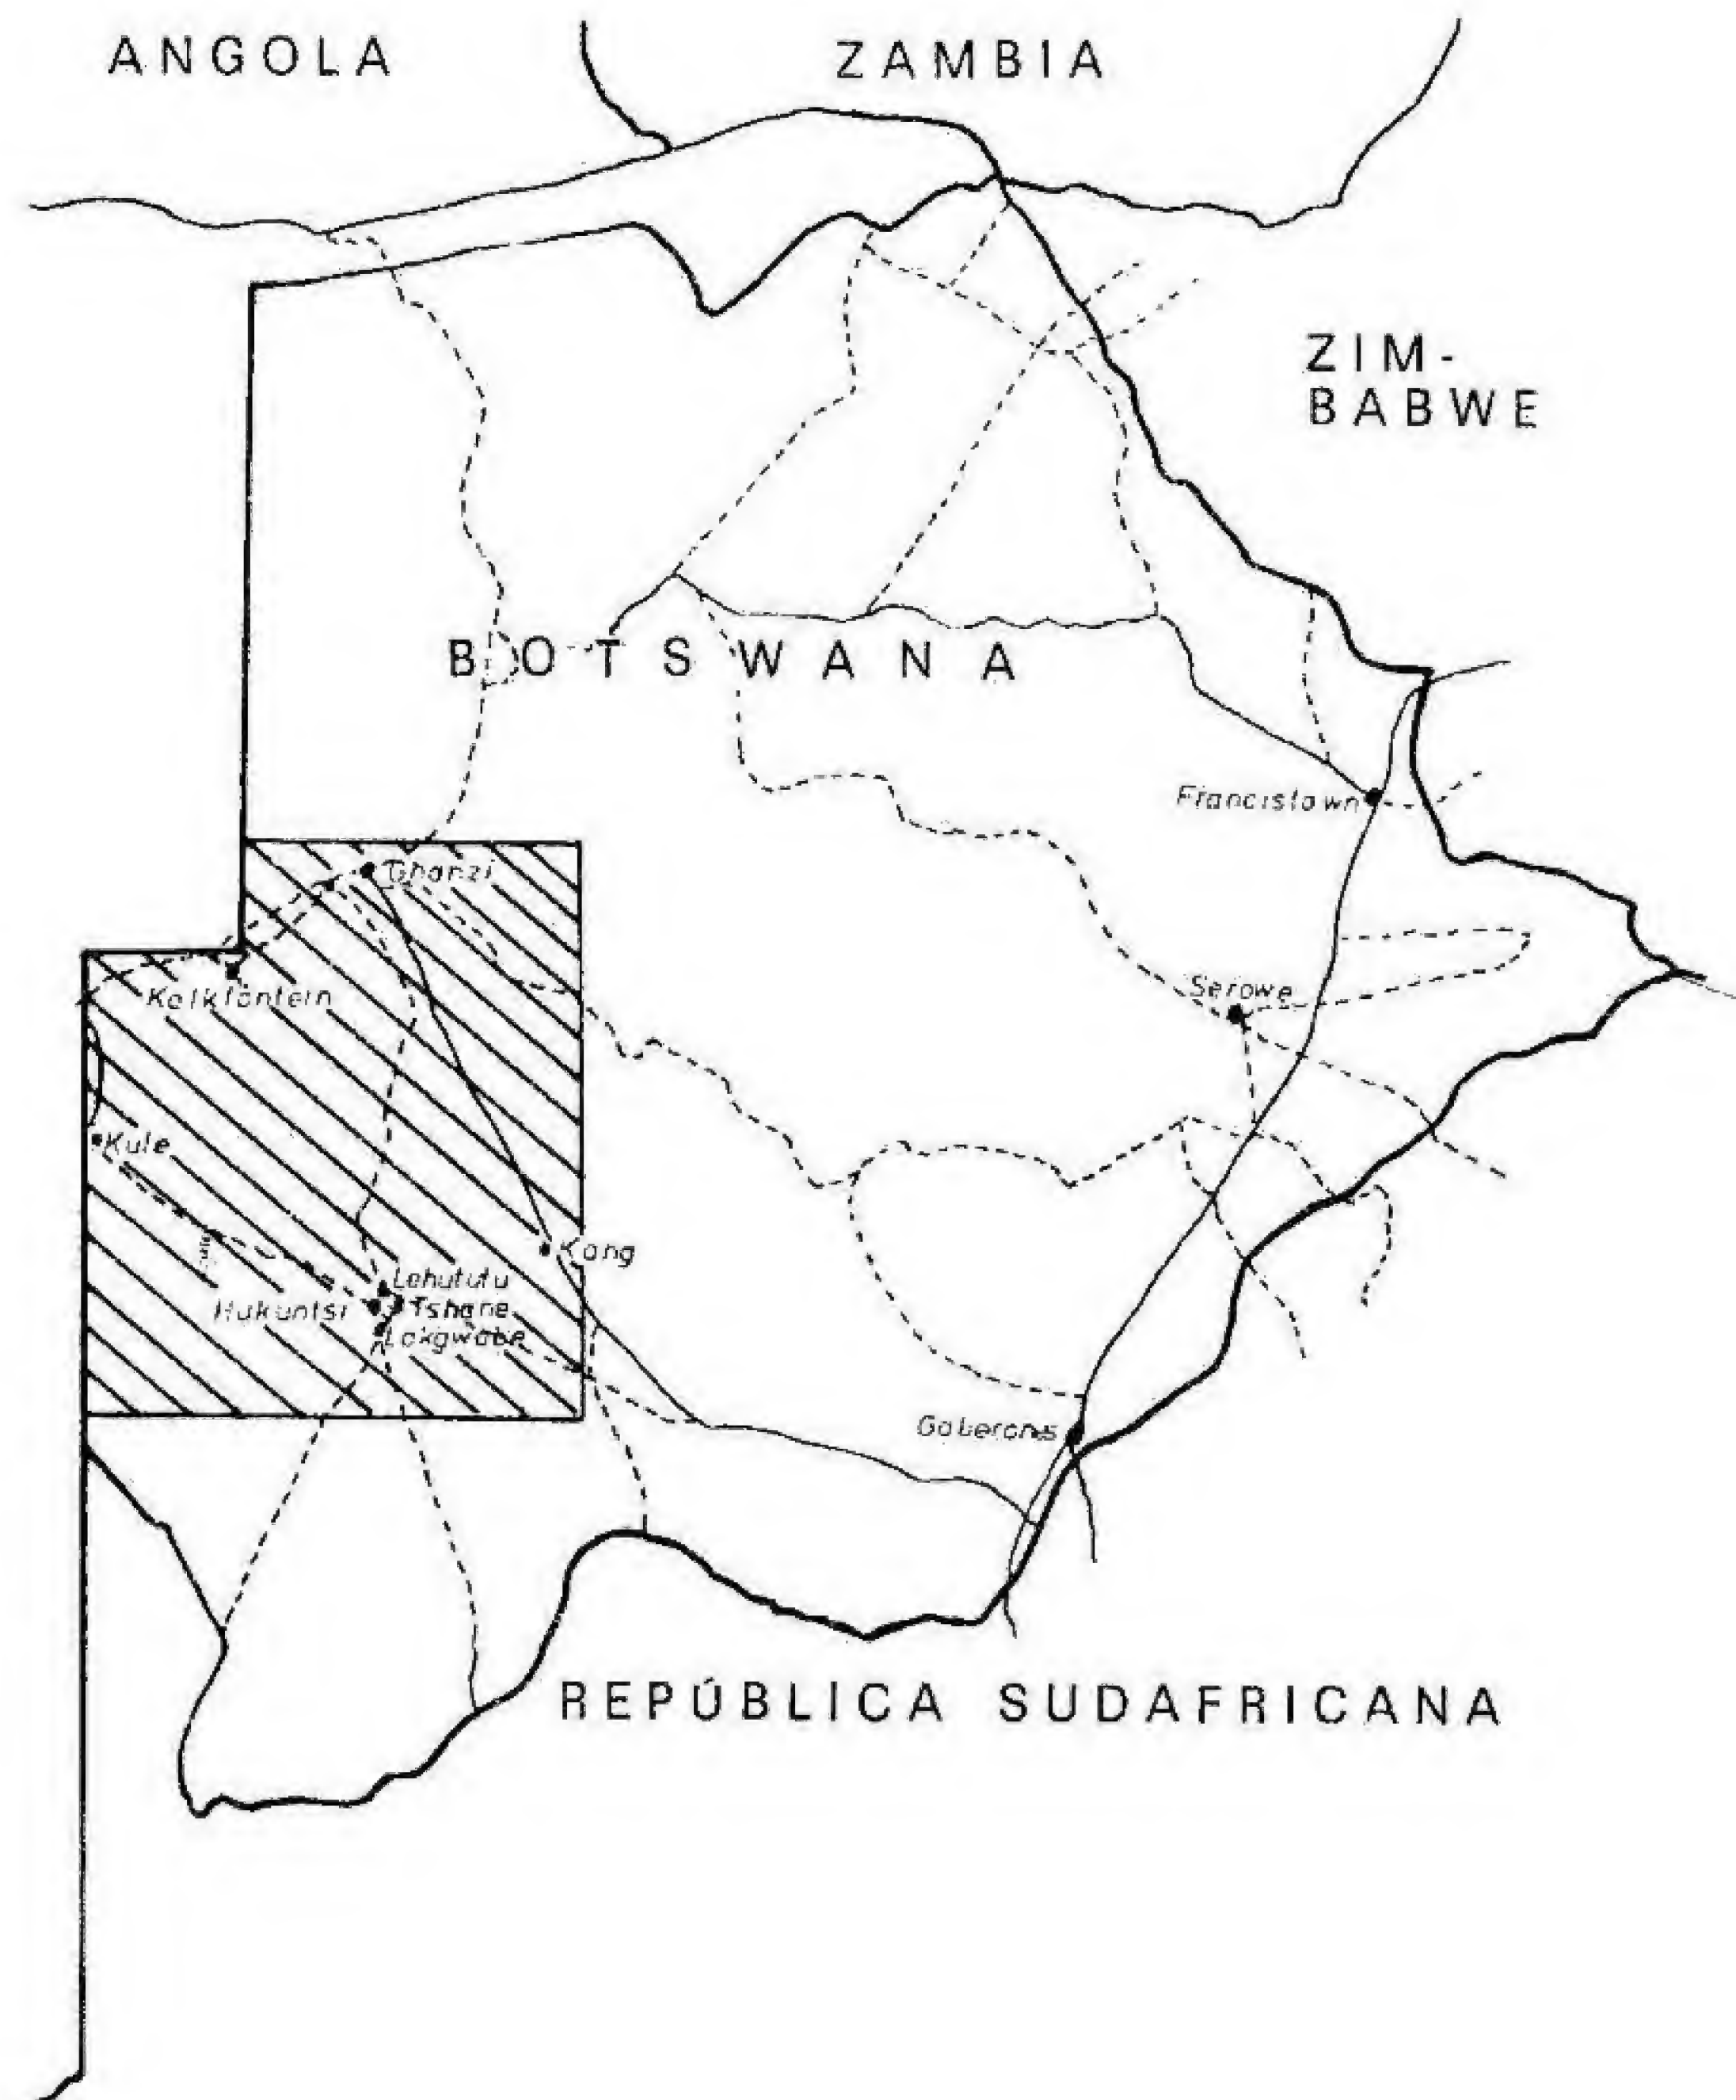 ANGOLA
ZAMBIA
ZIM-
BABWE
BOTSWANA
Francistown
Ghanzi
Serowe
Kalkfontein
Kule
Kang
Lehututu
Hukuntsi
Tshane
Lokgwabe
Gaberones
REPÚBLICA SUDAFRICANA